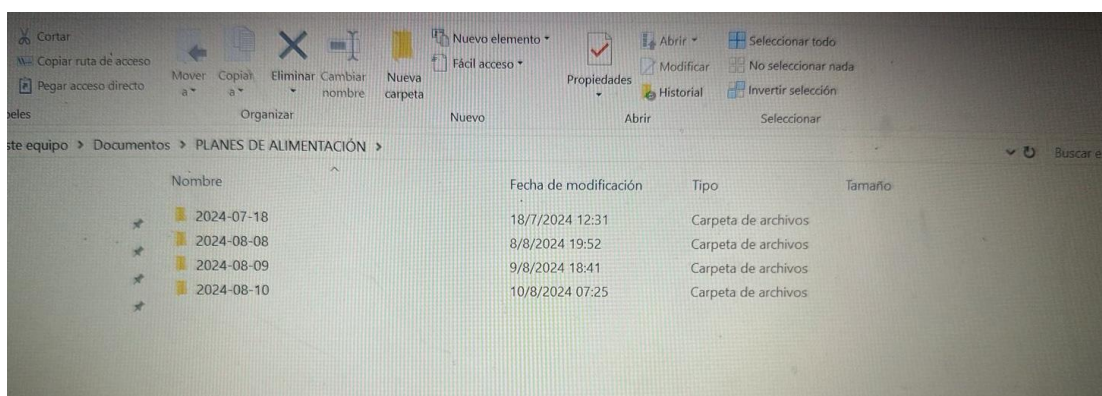 Cortar
Copiar ruta de acceso
Pegar acceso directo
Mover a
Copiar a
Eliminar
Cambiar nombre
Organizar
Nueva carpeta
Nuevo elemento
Fácil acceso
Nuevo
Propiedades
Abrir
Modificar
Historial
Abrir
Seleccionar todo
No seleccionar nada
Invertir selección
Seleccionar
ste equipo > Documentos > PLANES DE ALIMENTACIÓN >
Buscar e
Nombre Fecha de modificación Tipo Tamaño
2024-07-18 18/7/2024 12:31 Carpeta de archivos
2024-08-08 8/8/2024 19:52 Carpeta de archivos
2024-08-09 9/8/2024 18:41 Carpeta de archivos
2024-08-10 10/8/2024 07:25 Carpeta de archivos